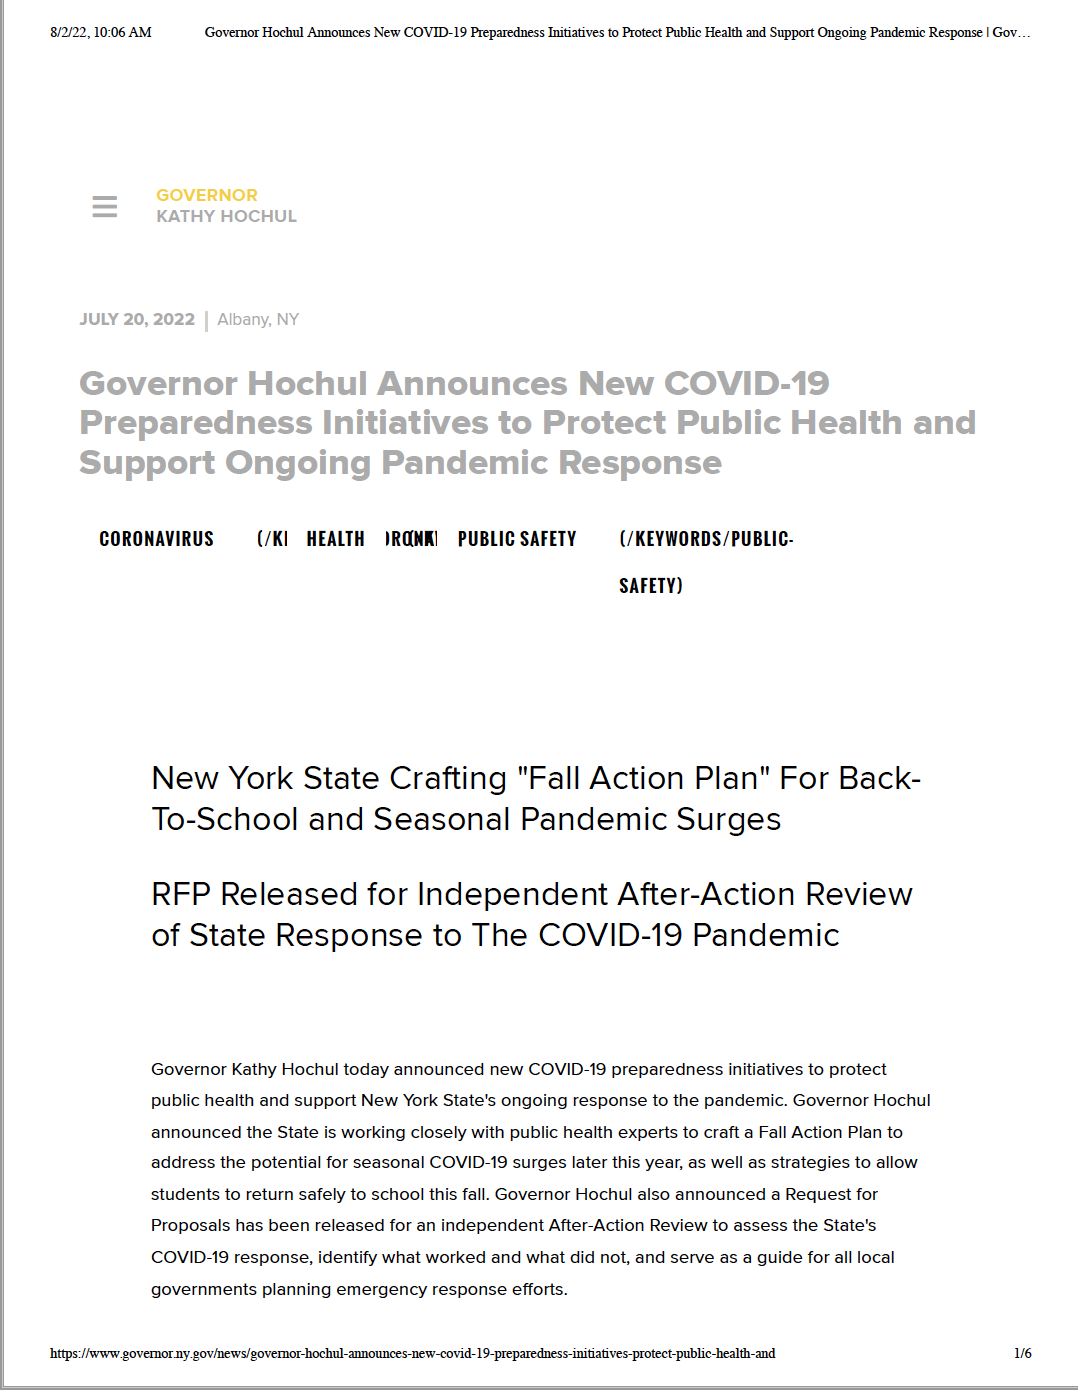 8/2/22, 10:06 AM Governor Hochul Announces New COVID-19 Preparedness Initiatives to Protect Public Health and Support Ongoing Pandemic Response | Gov…
GOVERNOR
KATHY HOCHUL
JULY 20, 2022 | Albany, NY
Governor Hochul Announces New COVID-19
Preparedness Initiatives to Protect Public Health and
Support Ongoing Pandemic Response
CORONAVIRUS (/KE HEALTH PUBLIC SAFETY (/KEYWORDS/PUBLIC-
SAFETY)
New York State Crafting "Fall Action Plan" For Back-
To-School and Seasonal Pandemic Surges
RFP Released for Independent After-Action Review
of State Response to The COVID-19 Pandemic
Governor Kathy Hochul today announced new COVID-19 preparedness initiatives to protect
public health and support New York State's ongoing response to the pandemic. Governor Hochul
announced the State is working closely with public health experts to craft a Fall Action Plan to
address the potential for seasonal COVID-19 surges later this year, as well as strategies to allow
students to return safely to school this fall. Governor Hochul also announced a Request for
Proposals has been released for an independent After-Action Review to assess the State's
COVID-19 response, identify what worked and what did not, and serve as a guide for all local
governments planning emergency response efforts.
https://www.governor.ny.gov/news/governor-hochul-announces-new-covid-19-preparedness-initiatives-protect-public-health-and 1/6